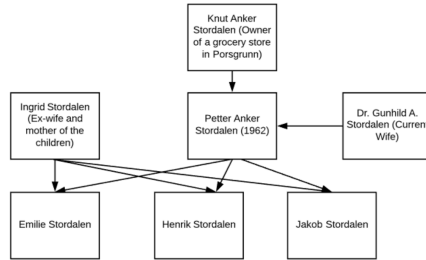 Knut Anker
Stordalen (Owner
of a grocery store
in Porsgrunn)
Ingrid Stordalen
(Ex-wife and
mother of the
children)
Petter Anker
Stordalen (1962)
Dr. Gunhild A.
Stordalen (Current
Wife)
Emilie Stordalen
Henrik Stordalen
Jakob Stordalen